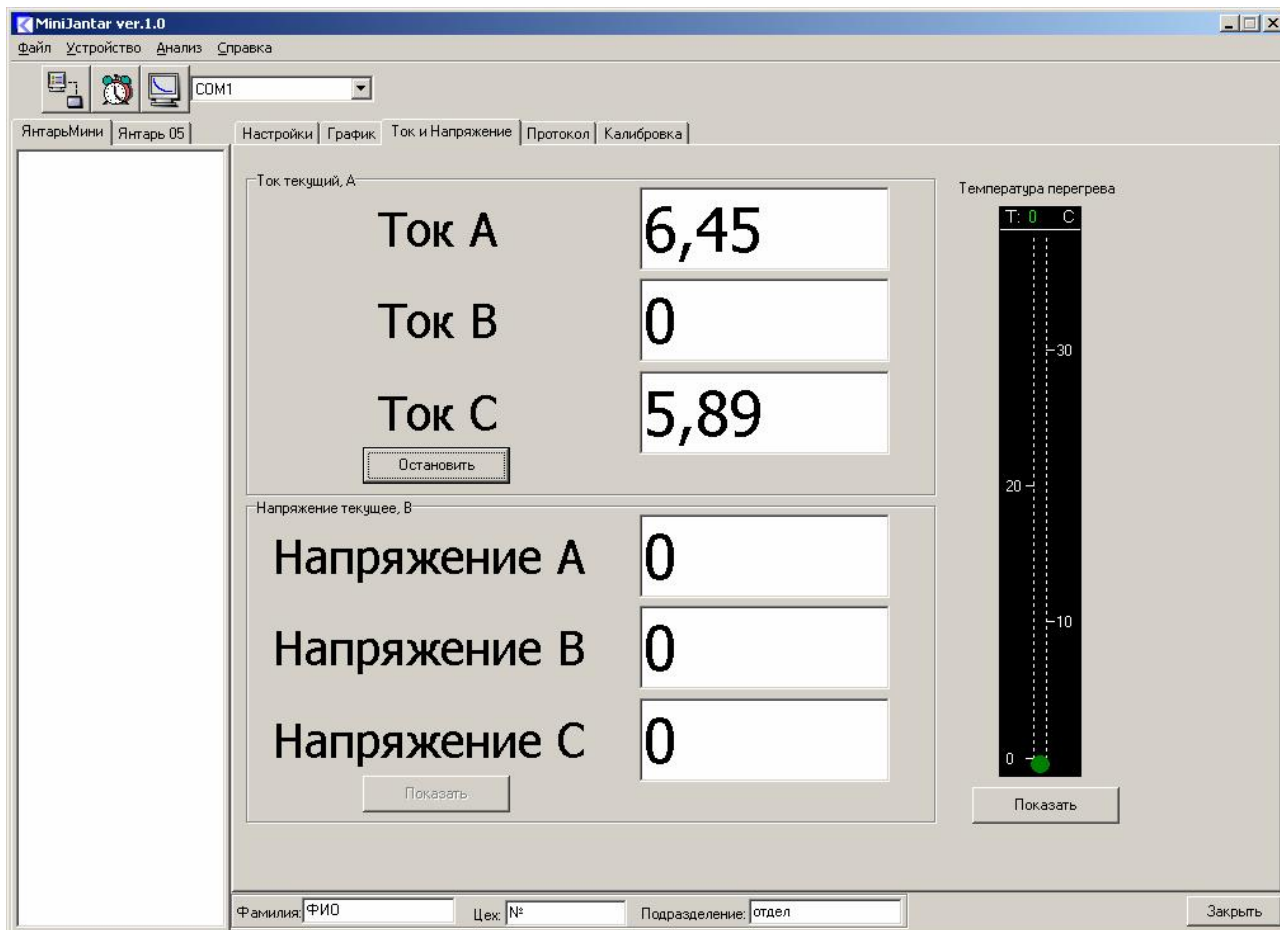 MiniJantar ver.1.0
Файл Устройство Анализ Справка
COM1
ЯнтарьМини Янтарь 05 Настройки График Ток и Напряжение Протокол Калибровка
Ток текущий, А
Ток А 6,45
Ток В 0
Ток С 5,89
Остановить
Напряжение текущее, В
Напряжение А 0
Напряжение В 0
Напряжение С 0
Показать
Температура перегрева
T: 0 C
30
20
10
0
Показать
Фамилия: ФИО Цех: № Подразделение: отдел Закрыть